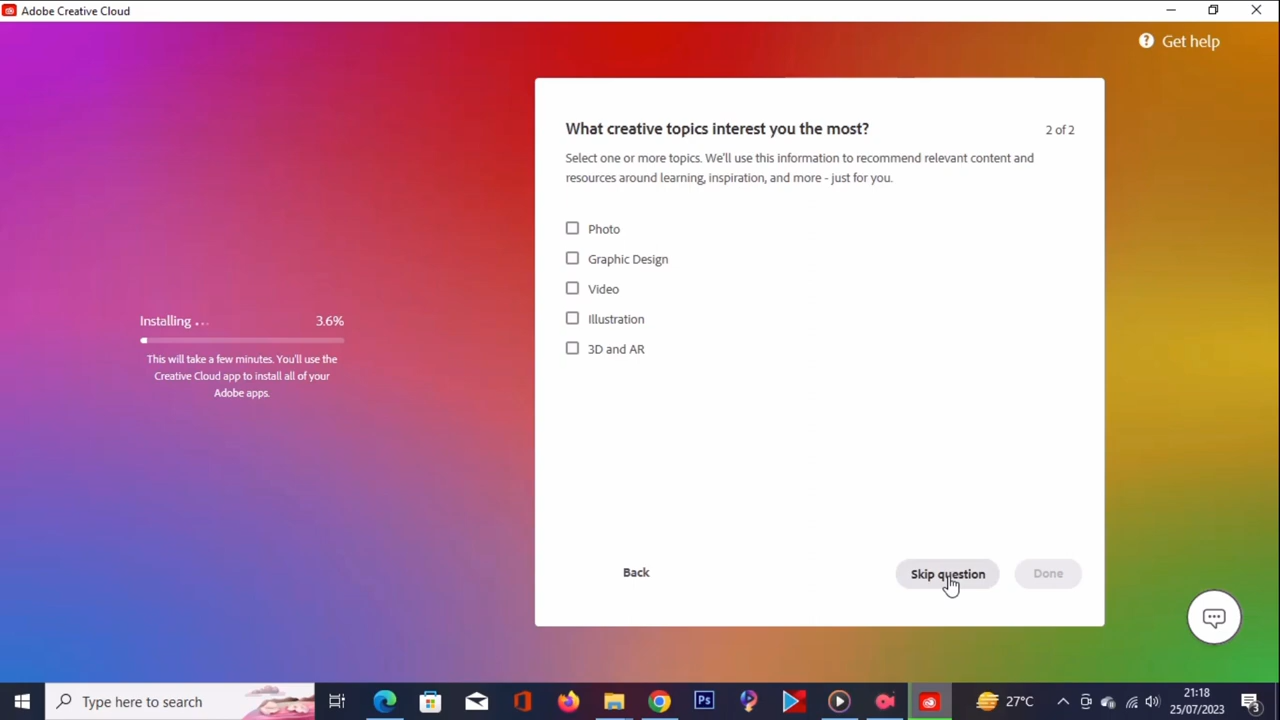 Adobe Creative Cloud
Get help
What creative topics interest you the most?
2 of 2
Select one or more topics. We'll use this information to recommend relevant content and
resources around learning, inspiration, and more - just for you.
Photo
Graphic Design
Video
Illustration
3D and AR
Installing ...
3.6%
This will take a few minutes. You'll use the
Creative Cloud app to install all of your
Adobe apps.
Back
Skip question
Done
Type here to search
Ps
27°C
21:18
25/07/2023
3